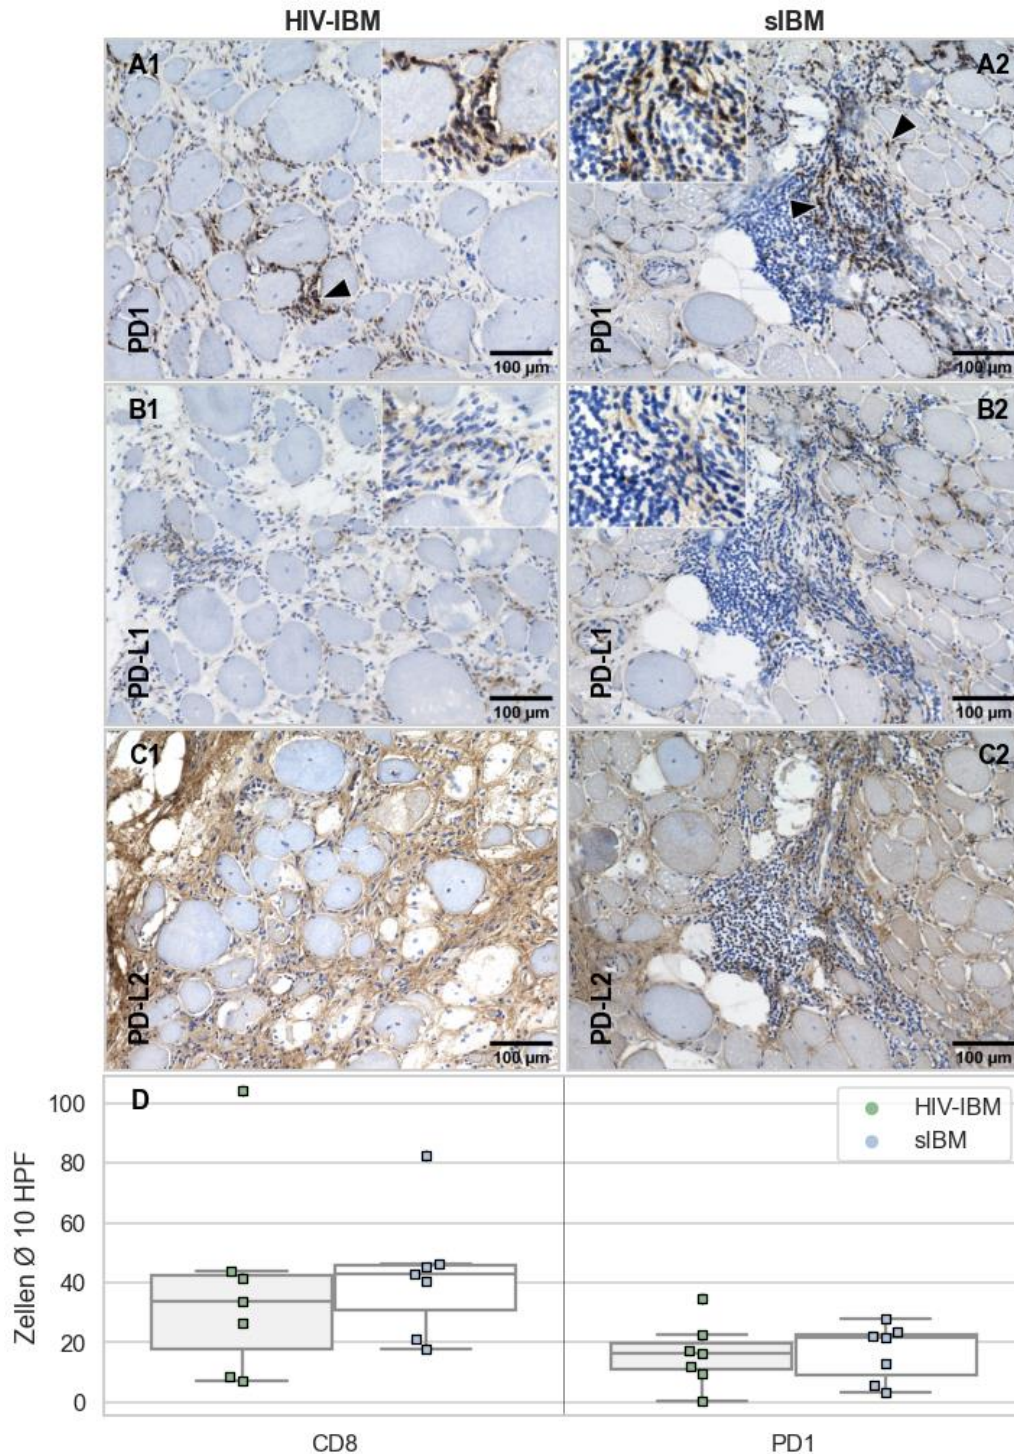 HIV-IBM
sIBM
A1
PD1
100 µm
A2
PD1
100 µm
B1
PD-L1
100 µm
B2
PD-L1
100 µm
C1
PD-L2
100 µm
C2
PD-L2
100 µm
D
Zellen Ø 10 HPF
100
80
60
40
20
0
HIV-IBM
sIBM
CD8
PD1